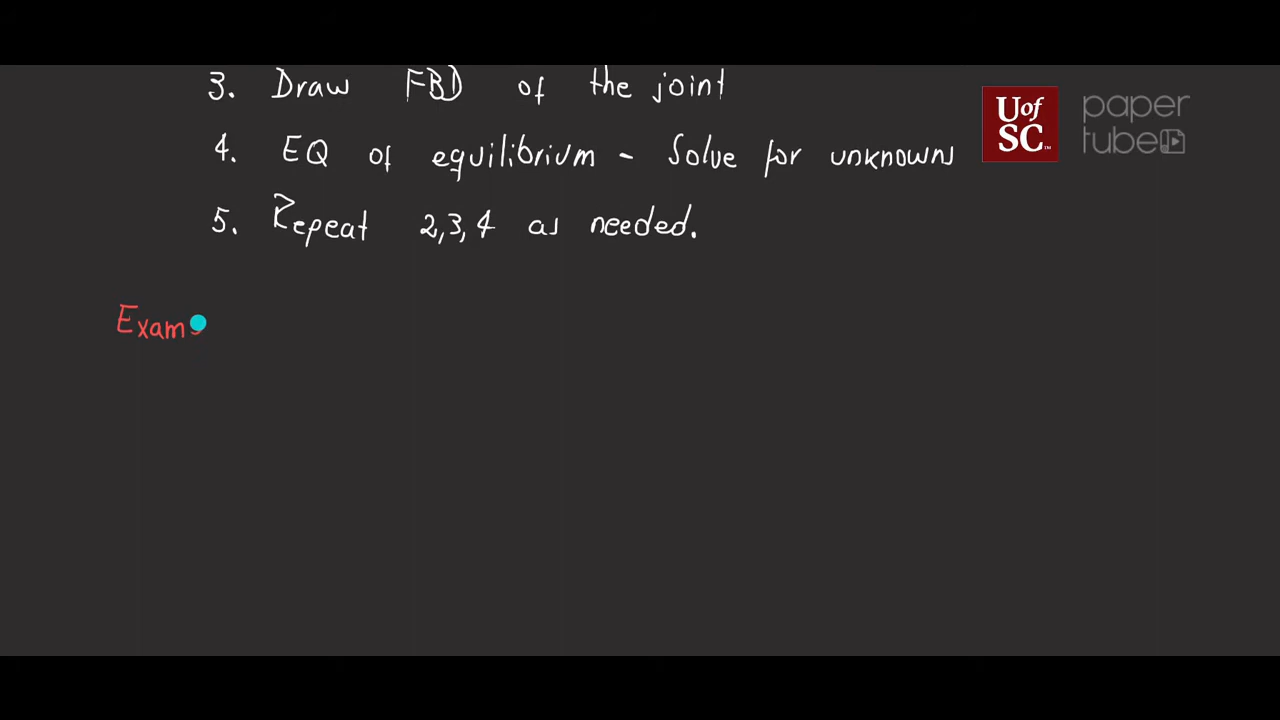 3. Draw FBD of the joint
UofSC™
paper tube
4. EQ of equilibrium - Solve for unknowns
5. Repeat 2,3,4 as needed.
Exam